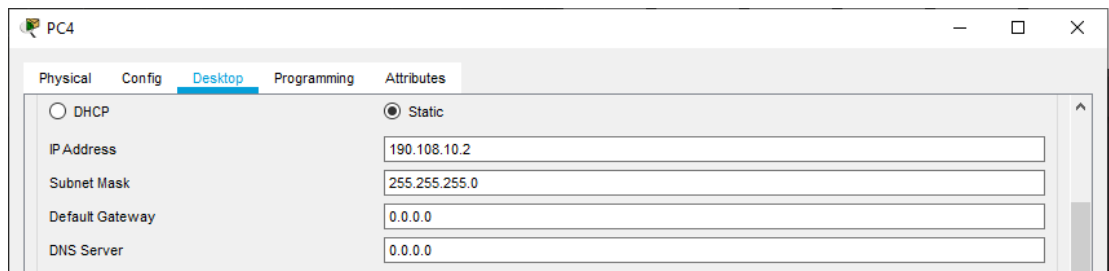 PC4
Physical Config Desktop Programming Attributes
DHCP Static
IP Address 190.108.10.2
Subnet Mask 255.255.255.0
Default Gateway 0.0.0.0
DNS Server 0.0.0.0